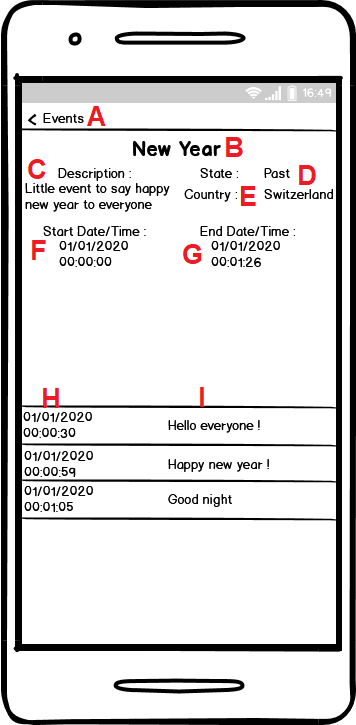 16:49
Events A
New Year B
C Description :
Little event to say happy
new year to everyone
State : Past D
Country : E Switzerland
Start Date/Time :
F 01/01/2020
00:00:00
End Date/Time :
G 01/01/2020
00:01:26
H I
01/01/2020
00:00:30
Hello everyone !
01/01/2020
00:00:59
Happy new year !
01/01/2020
00:01:05
Good night